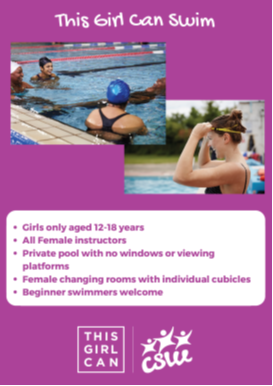 This Girl Can Swim
• Girls only aged 12-18 years
• All Female instructors
• Private pool with no windows or viewing
platforms
• Female changing rooms with individual cubicles
• Beginner swimmers welcome
THIS
GIRL
CAN
csw